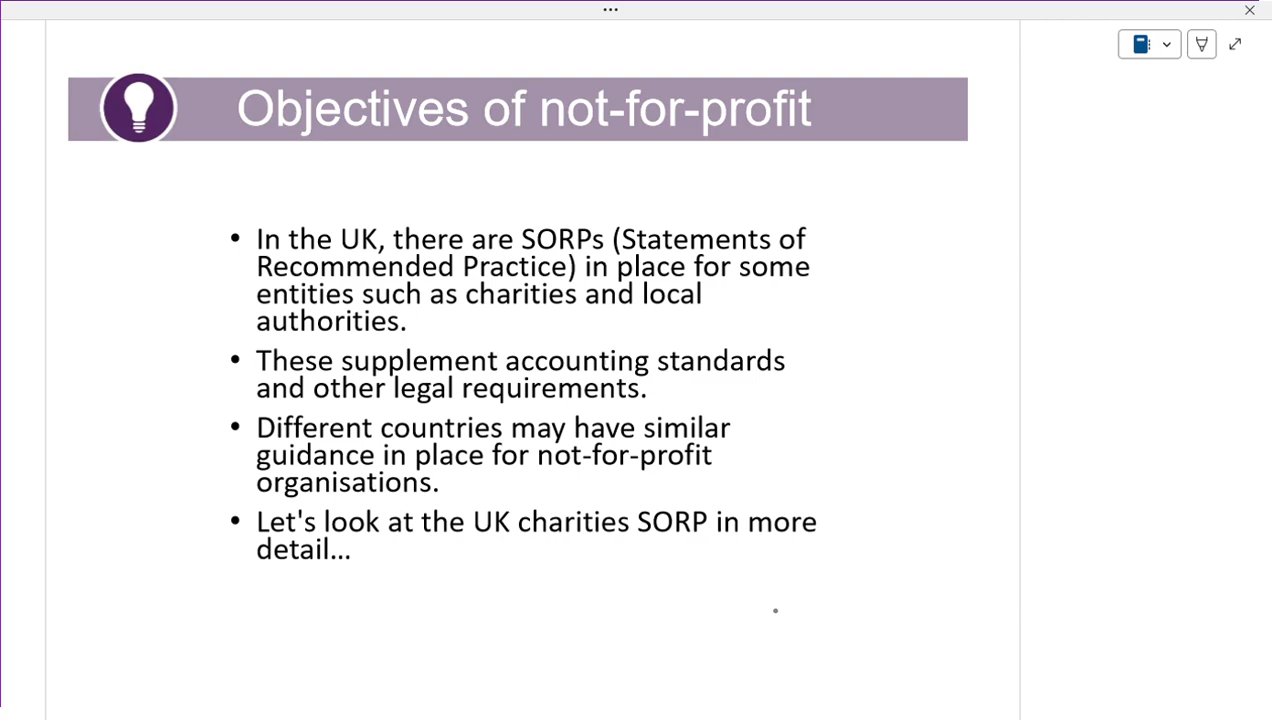 Objectives of not-for-profit
• In the UK, there are SORPs (Statements of
Recommended Practice) in place for some
entities such as charities and local
authorities.
• These supplement accounting standards
and other legal requirements.
• Different countries may have similar
guidance in place for not-for-profit
organisations.
• Let's look at the UK charities SORP in more
detail...